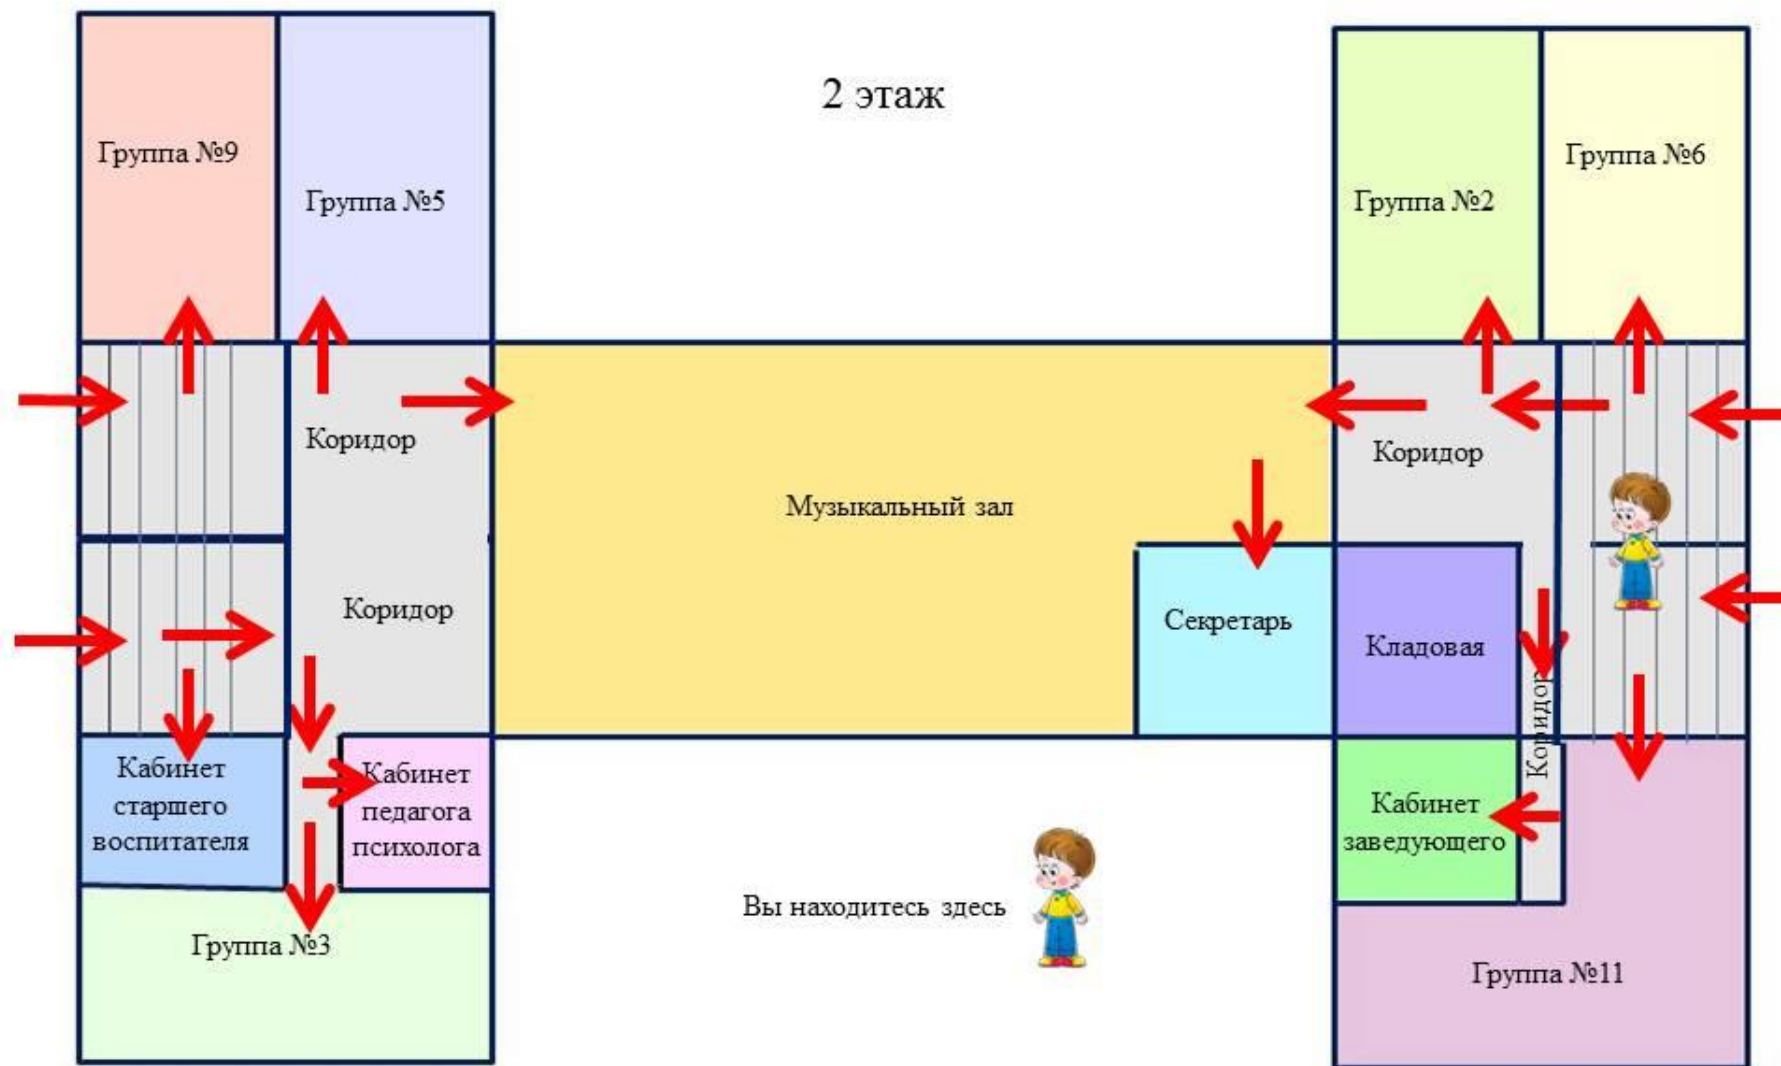 2 этаж
Группа №9
Группа №5
Группа №2
Группа №6
Коридор
Коридор
Музыкальный зал
Коридор
Секретарь
Кладовая
Коридор
Кабинет
старшего
воспитателя
Кабинет
педагога
психолога
Кабинет
заведующего
Вы находитесь здесь
Группа №3
Группа №11